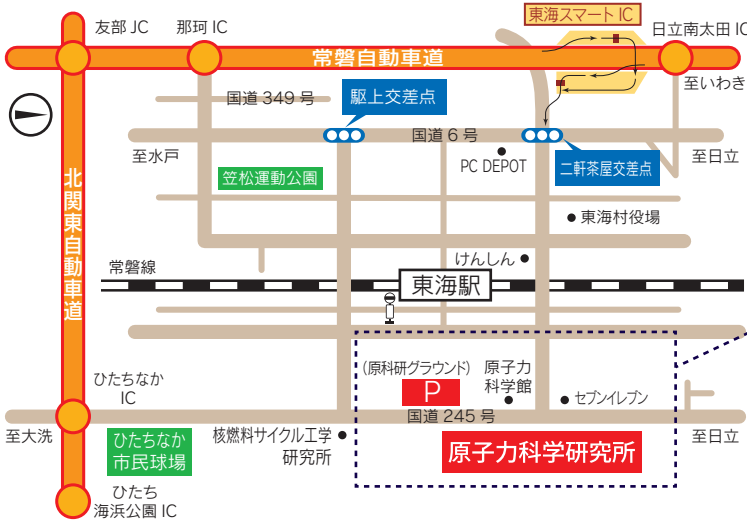 東海スマート IC
友部 JC
那珂 IC
日立南太田 IC
常磐自動車道
至いわき
国道 349 号
駆上交差点
国道 6 号
至水戸
PC DEPOT
二軒茶屋交差点
至日立
笠松運動公園
北関東自動車道
東海村役場
けんしん
常磐線
東海駅
(原科研グラウンド)
P
原子力
科学館
ひたちなか
IC
セブンイレブン
国道 245 号
至大洗
ひたちなか
市民球場
核燃料サイクル工学
研究所
原子力科学研究所
至日立
ひたち
海浜公園 IC